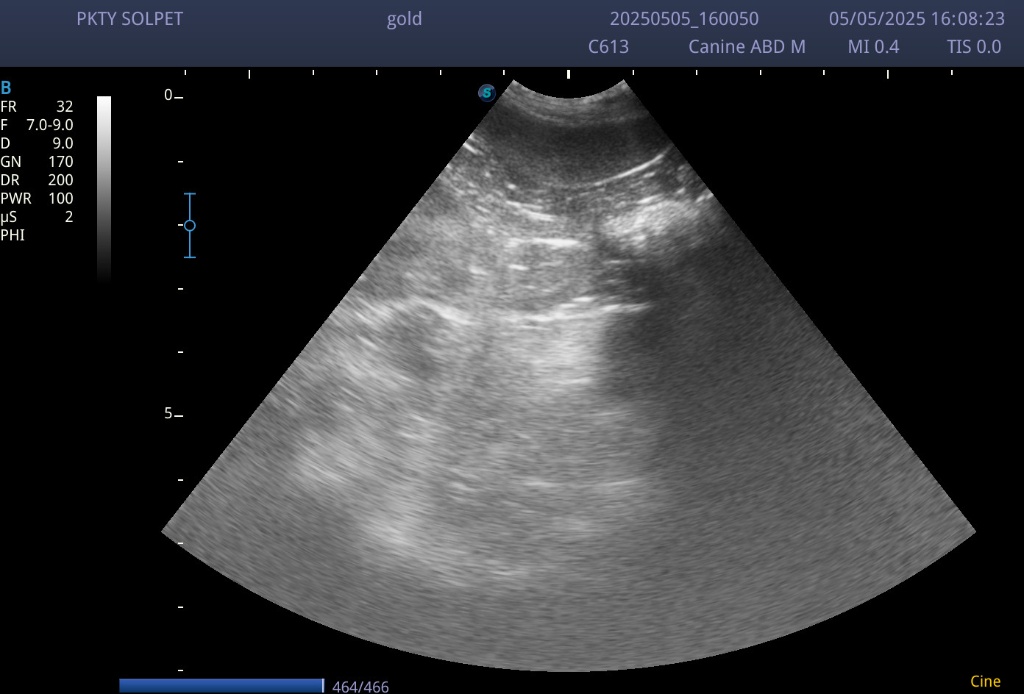 PKTY SOLPET gold 20250505_160050 05/05/2025 16:08:23
C613 Canine ABD M MI 0.4 TIS 0.0
B
FR 32
F 7.0-9.0
D 9.0
GN 170
DR 200
PWR 100
µS 2
PHI
0
S
5
464/466
Cine